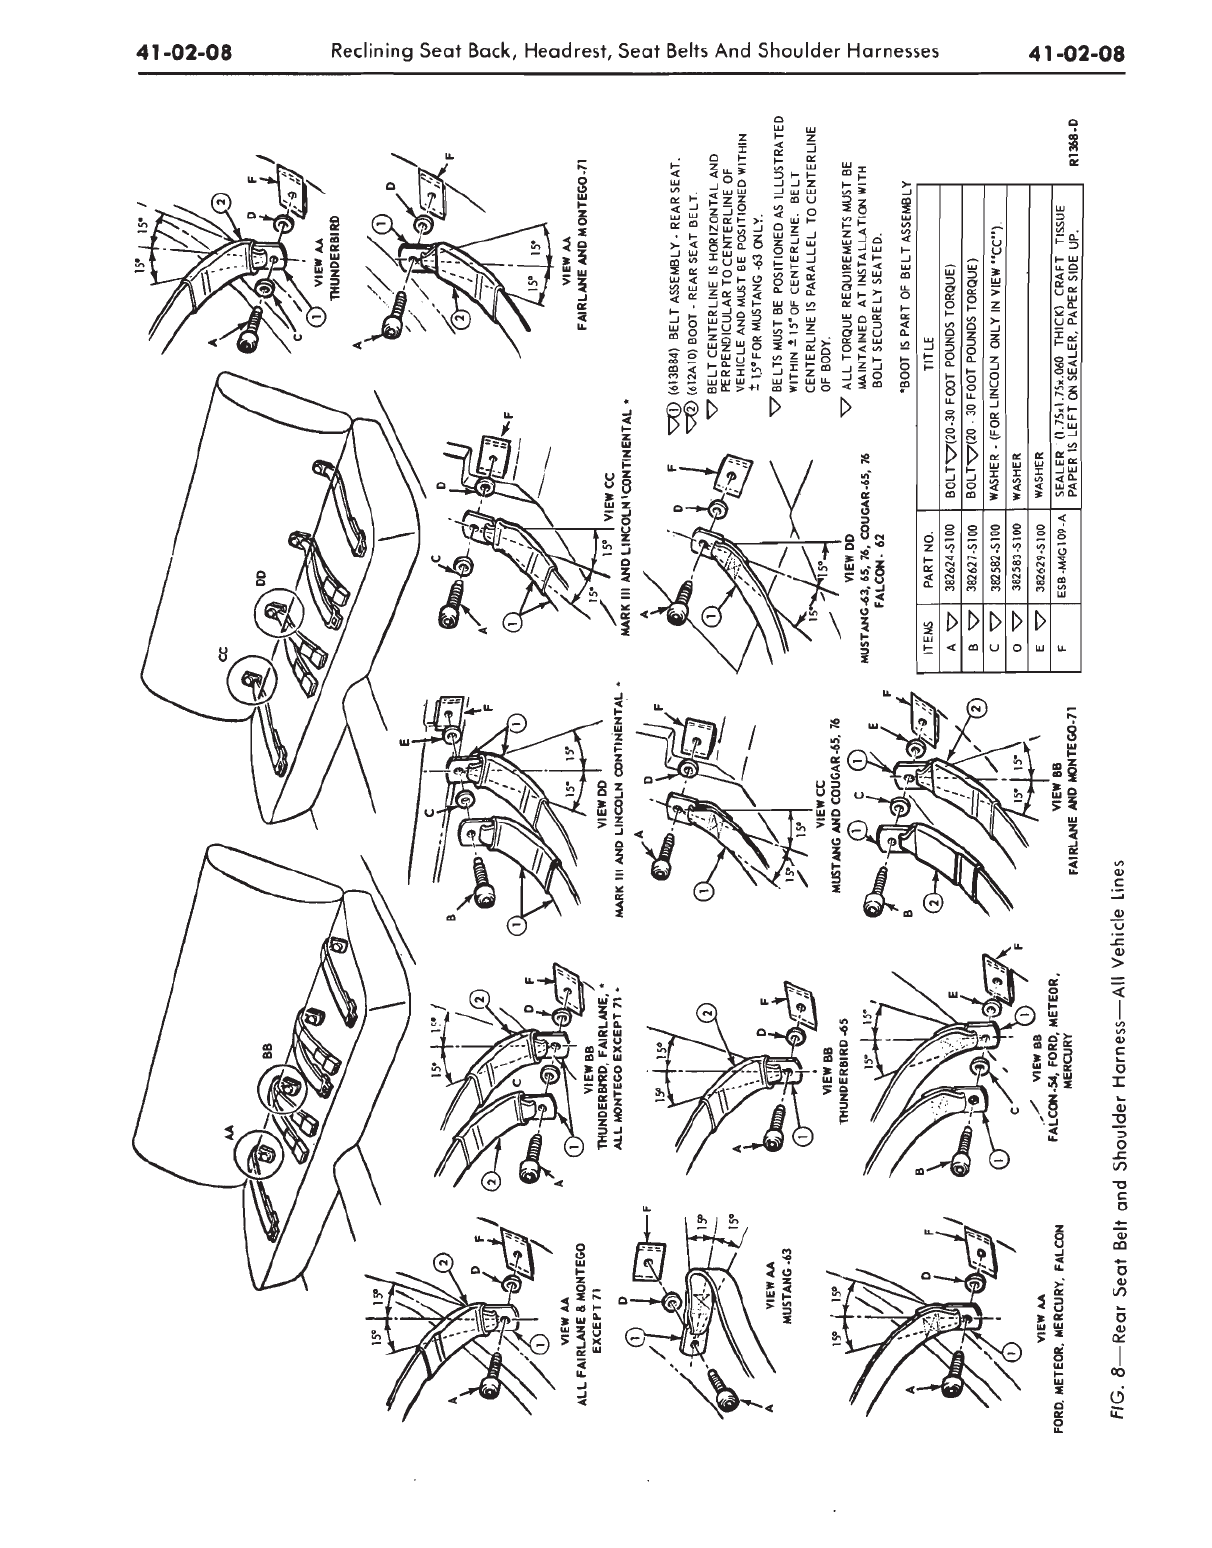 41-02-08 Reclining Seat Back, Headrest, Seat Belts And Shoulder Harnesses 41-02-08
AA
BB
CC
DD
15° 15°
A
F
D
C
1
2
VIEW AA
THUNDERBIRD
15° 15°
A
D
F
1
2
VIEW AA
FAIRLANE AND MONTEGO-71
A
C
D
F
1
15°
15°
VIEW CC
MARK III AND LINCOLN CONTINENTAL *
A
D
F
1
15°
15°
VIEW DD
MUSTANG-63, 65, 76, COUGAR-65, 76
FALCON - 62
B
C
E
F
1
1
15° 15°
VIEW DD
MARK III AND LINCOLN CONTINENTAL *
A
D
F
1
15°
15°
VIEW CC
MUSTANG AND COUGAR-65, 76
B
C
E
F
1
1
2
2
15° 15°
VIEW BB
FAIRLANE AND MONTEGO-71
15°
A
C
D
F
1
2
2
VIEW BB
THUNDERBIRD, FAIRLANE, *
ALL MONTEGO EXCEPT 71 *
15° 15°
A
D
F
1
2
VIEW BB
THUNDERBIRD -65
15° 15°
B
C
E
F
1
1
VIEW BB
FALCON-54, FORD, METEOR,
MERCURY
15° 15°
A
D
F
1
2
VIEW AA
ALL FAIRLANE & MONTEGO
EXCEPT 71
D
F
1
A
15°
15°
VIEW AA
MUSTANG -63
15° 15°
A
D
F
1
VIEW AA
FORD, METEOR, MERCURY, FALCON
1 (613B84) BELT ASSEMBLY - REAR SEAT.
2 (612A10) BOOT - REAR SEAT BELT.
BELT CENTERLINE IS HORIZONTAL AND
PERPENDICULAR TO CENTERLINE OF
VEHICLE AND MUST BE POSITIONED WITHIN
± 15° FOR MUSTANG -63 ONLY.
BELTS MUST BE POSITIONED AS ILLUSTRATED
WITHIN ± 15° OF CENTERLINE. BELT
CENTERLINE IS PARALLEL TO CENTERLINE
OF BODY.
ALL TORQUE REQUIREMENTS MUST BE
MAINTAINED AT INSTALLATION WITH
BOLT SECURELY SEATED.
*BOOT IS PART OF BELT ASSEMBLY
ITEMS PART NO. TITLE
A 382624-S100 BOLT (20-30 FOOT POUNDS TORQUE)
B 382627-S100 BOLT (20 - 30 FOOT POUNDS TORQUE)
C 382582-S100 WASHER - (FOR LINCOLN ONLY IN VIEW "CC").
O 382583-S100 WASHER
E 382629-S100 WASHER
F ESB-M4G109-A SEALER (1.75x1.75x.060 THICK) CRAFT TISSUE
PAPER IS LEFT ON SEALER, PAPER SIDE UP.
R1368-D
FIG. 8—Rear Seat Belt and Shoulder Harness—All Vehicle Lines